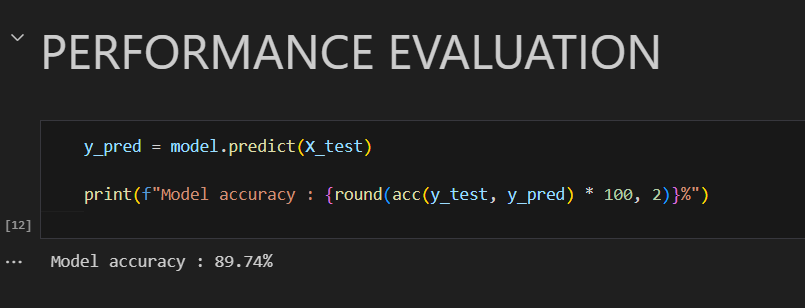 PERFORMANCE EVALUATION
y_pred = model.predict(X_test)
print(f"Model accuracy : {round(acc(y_test, y_pred) * 100, 2)}%")
[12]
... Model accuracy : 89.74%